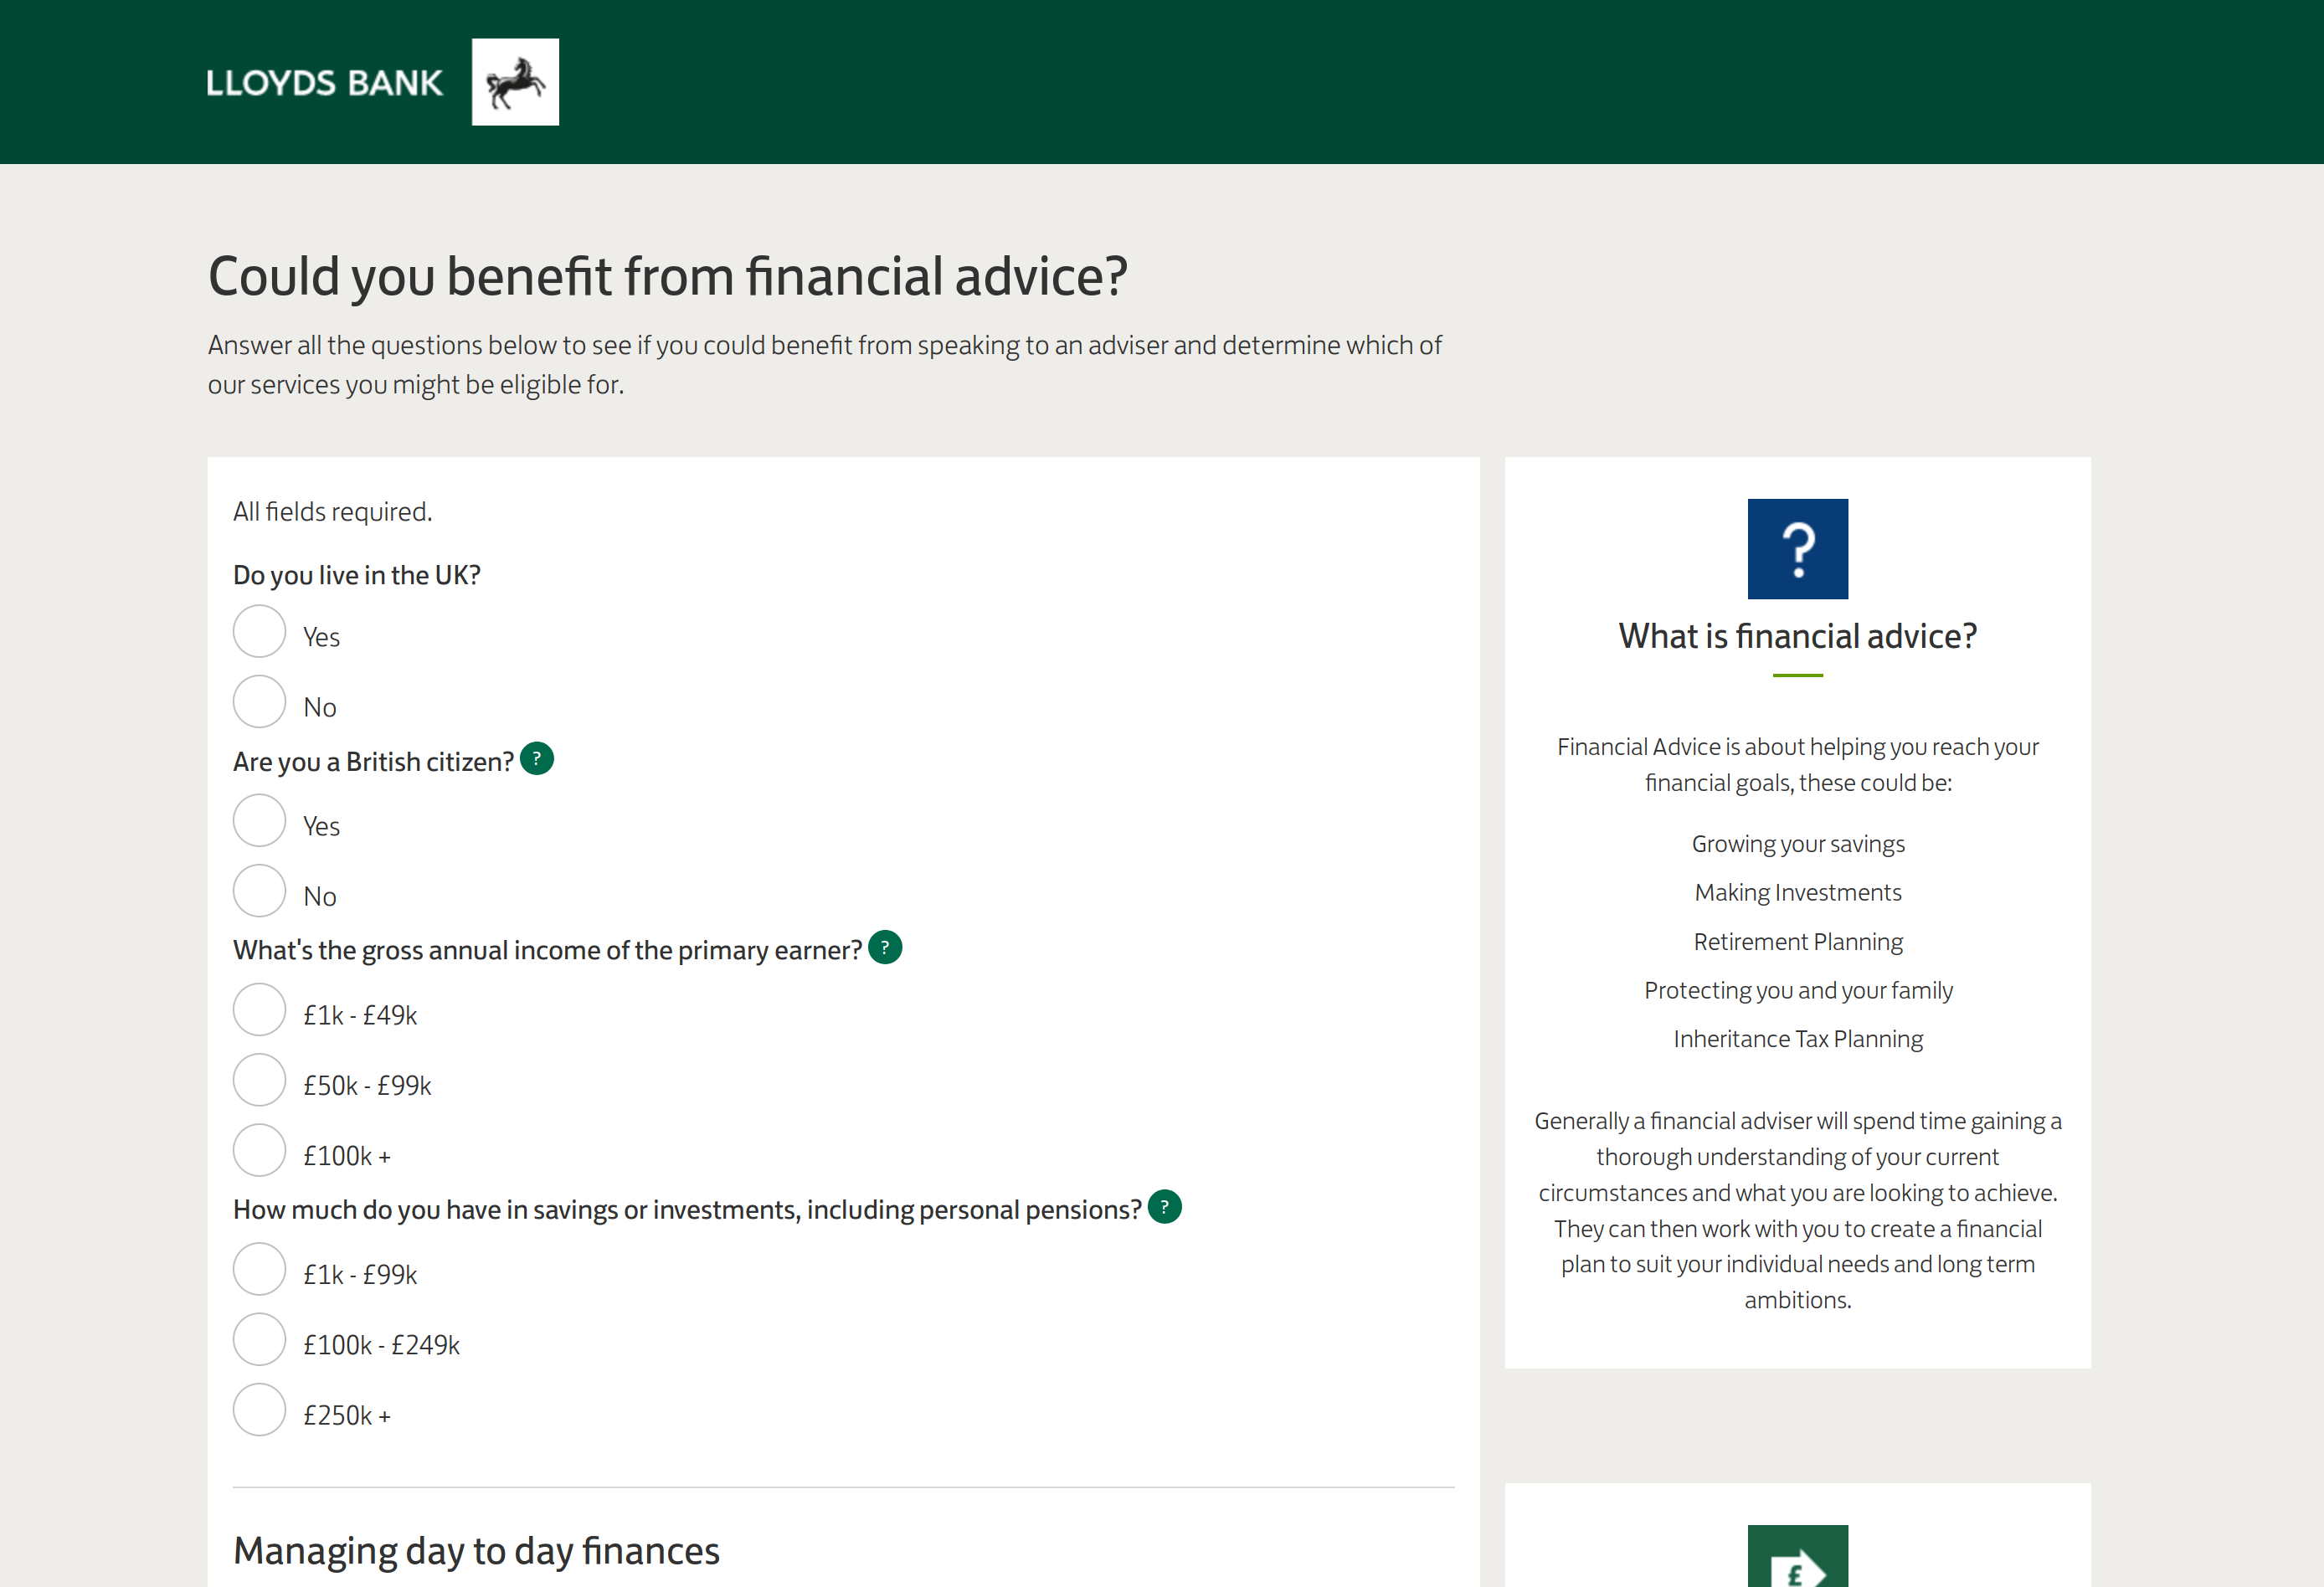 LLOYDS BANK
Could you benefit from financial advice?
Answer all the questions below to see if you could benefit from speaking to an adviser and determine which of
our services you might be eligible for.
All fields required.
Do you live in the UK?
Yes
No
Are you a British citizen? ?
Yes
No
What's the gross annual income of the primary earner? ?
£1k - £49k
£50k - £99k
£100k +
How much do you have in savings or investments, including personal pensions? ?
£1k - £99k
£100k - £249k
£250k +
Managing day to day finances
?
What is financial advice?
Financial Advice is about helping you reach your
financial goals, these could be:
Growing your savings
Making Investments
Retirement Planning
Protecting you and your family
Inheritance Tax Planning
Generally a financial adviser will spend time gaining a
thorough understanding of your current
circumstances and what you are looking to achieve.
They can then work with you to create a financial
plan to suit your individual needs and long term
ambitions.
£